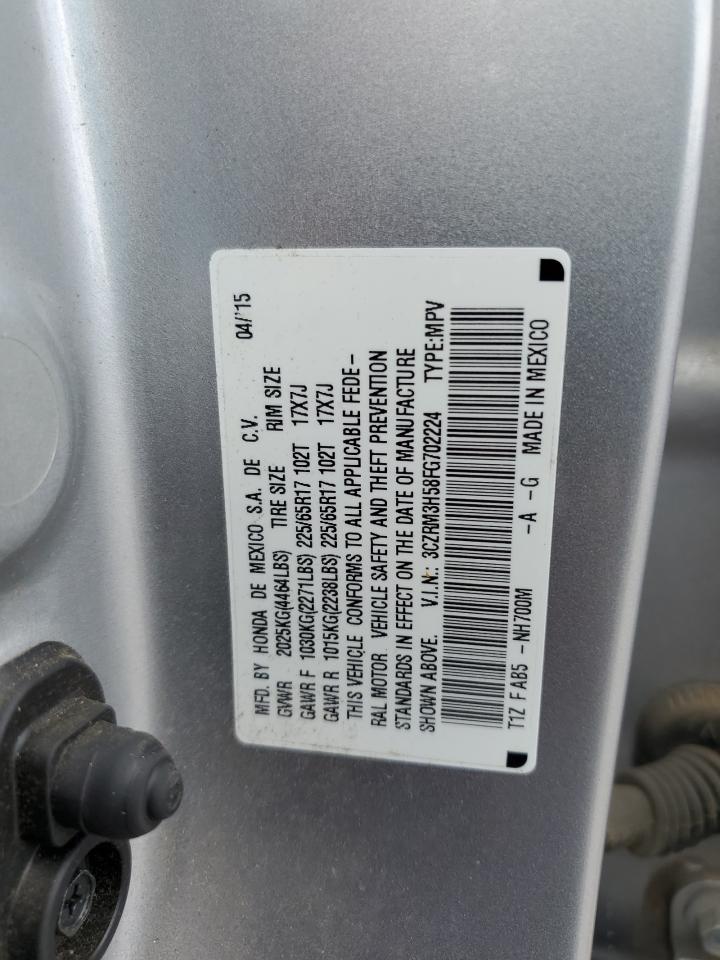 MFD. BY HONDA DE MEXICO S.A. DE C.V. 04/'15
GVWR 2025KG(4464LBS) TIRE SIZE RIM SIZE
GAWR F 1030KG(2271LBS) 225/65R17 102T 17X7J
GAWR R 1015KG(2238LBS) 225/65R17 102T 17X7J
THIS VEHICLE CONFORMS TO ALL APPLICABLE FEDE-
RAL MOTOR VEHICLE SAFETY AND THEFT PREVENTION
STANDARDS IN EFFECT ON THE DATE OF MANUFACTURE
SHOWN ABOVE. V.I.N.: 3CZRM3H58FG702224 TYPE:MPV
T1Z F AB5 -NH700M -A -G MADE IN MEXICO